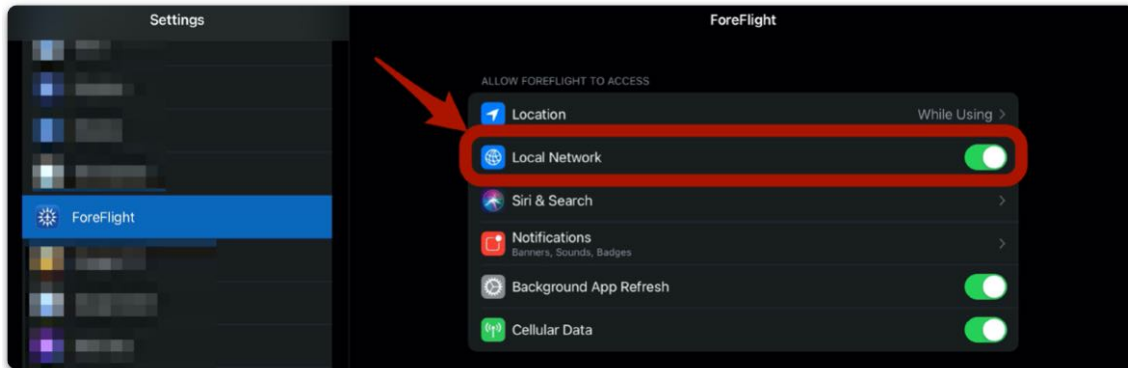 Settings
ForeFlight
ForeFlight
ALLOW FOREFLIGHT TO ACCESS
Location
While Using
Local Network
Siri & Search
Notifications
Banners, Sounds, Badges
Background App Refresh
Cellular Data